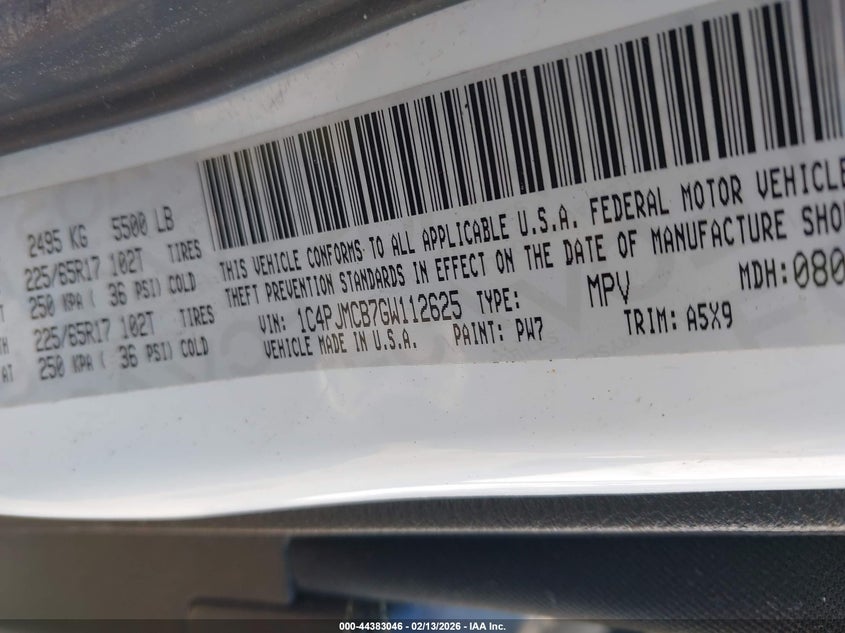 2495 KG 5500 LB
225/65R17 102T TIRES
250 KPA ( 36 PSI) COLD
TH 225/65R17 102T TIRES
AT 250 KPA ( 36 PSI) COLD
THIS VEHICLE CONFORMS TO ALL APPLICABLE U.S.A. FEDERAL MOTOR VEHICLE
THEFT PREVENTION STANDARDS IN EFFECT ON THE DATE OF MANUFACTURE SHO
VIN: 1C4PJMCB7GW112625 TYPE: MPV MDH:080
VEHICLE MADE IN U.S.A. PAINT: PW7 TRIM: A5X9
000-44383046 | 02/13/2026 – IAA Inc.